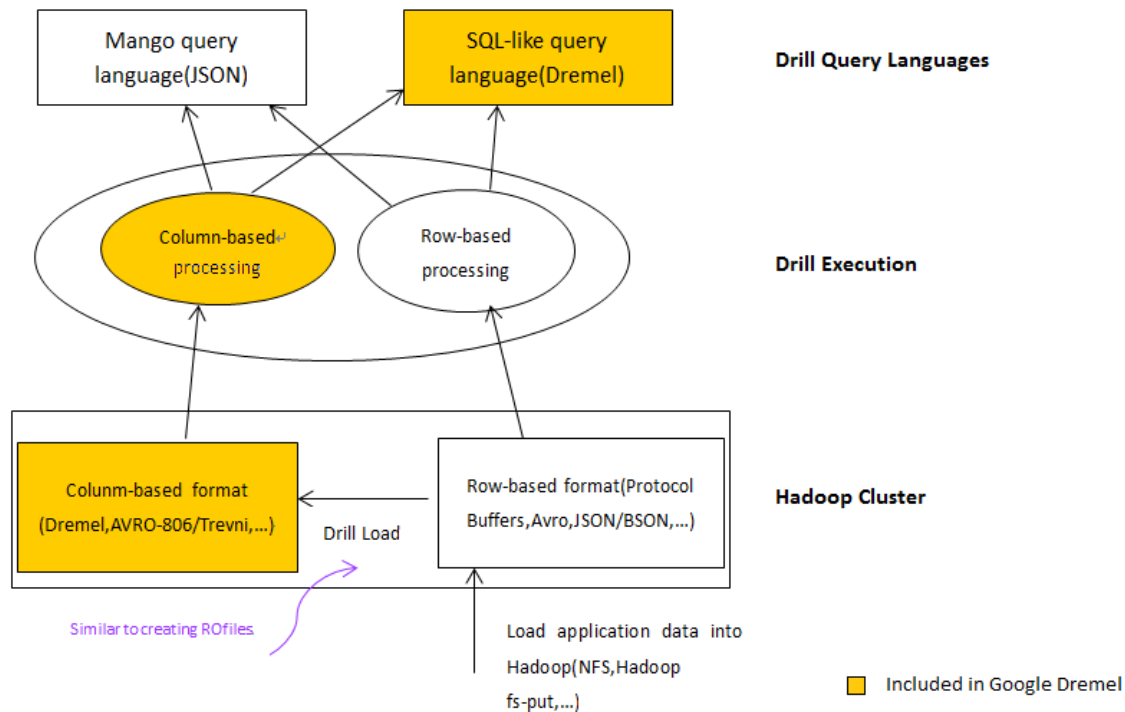 Mango query
language(JSON)
SQL-like query
language(Dremel)
Drill Query Languages
Column-based↵
processing
Row-based
processing
Drill Execution
Colunm-based format
(Dremel,AVRO-806/Trevni,...)
Row-based format(Protocol
Buffers,Avro,JSON/BSON,...)
Hadoop Cluster
Drill Load
Similar to creating ROfiles.
Load application data into
Hadoop(NFS,Hadoop
fs-put,...)
Included in Google Dremel